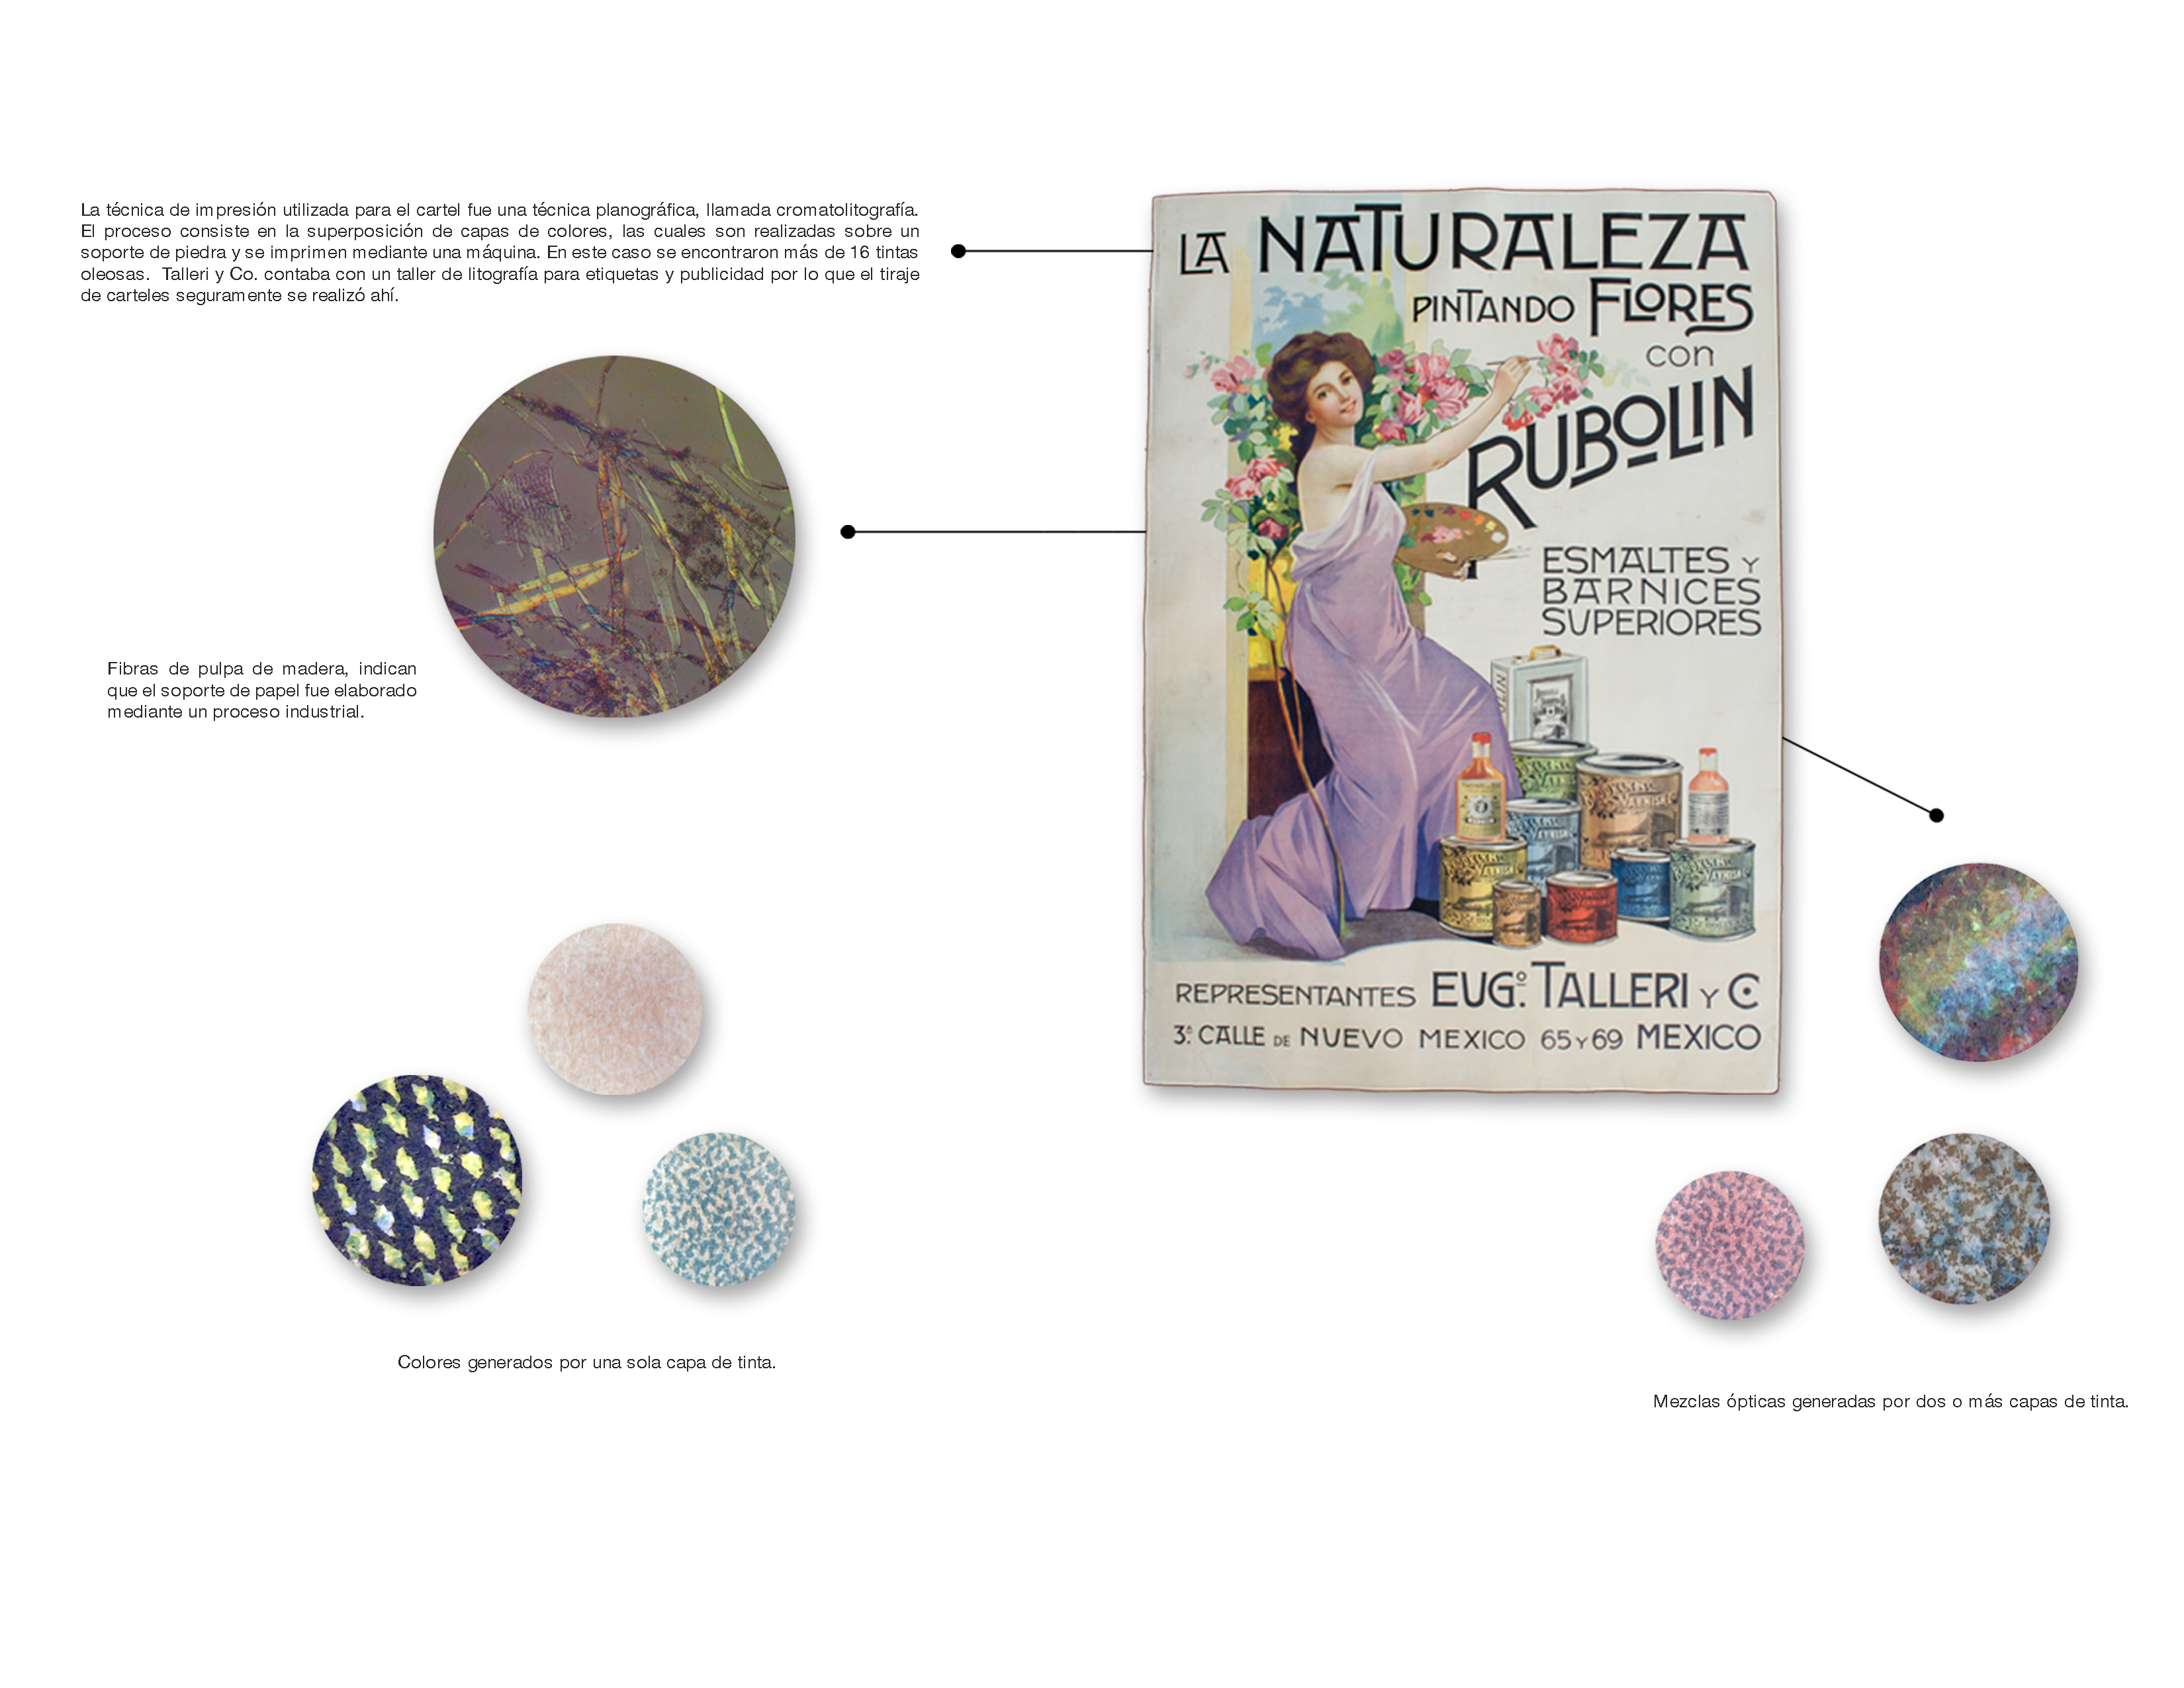 La técnica de impresión utilizada para el cartel fue una técnica planográfica, llamada cromatolitografía.
El proceso consiste en la superposición de capas de colores, las cuales son realizadas sobre un
soporte de piedra y se imprimen mediante una máquina. En este caso se encontraron más de 16 tintas
oleosas. Talleri y Co. contaba con un taller de litografía para etiquetas y publicidad por lo que el tiraje
de carteles seguramente se realizó ahí.
Fibras de pulpa de madera, indican
que el soporte de papel fue elaborado
mediante un proceso industrial.
Colores generados por una sola capa de tinta.
LA NATURALEZA
PINTANDO FLORES
CON
RUBOLIN
ESMALTES Y
BARNICES
SUPERIORES
REPRESENTANTES EUGº. TALLERI Y C
3ª. CALLE DE NUEVO MEXICO 65 Y 69 MEXICO
Mezclas ópticas generadas por dos o más capas de tinta.